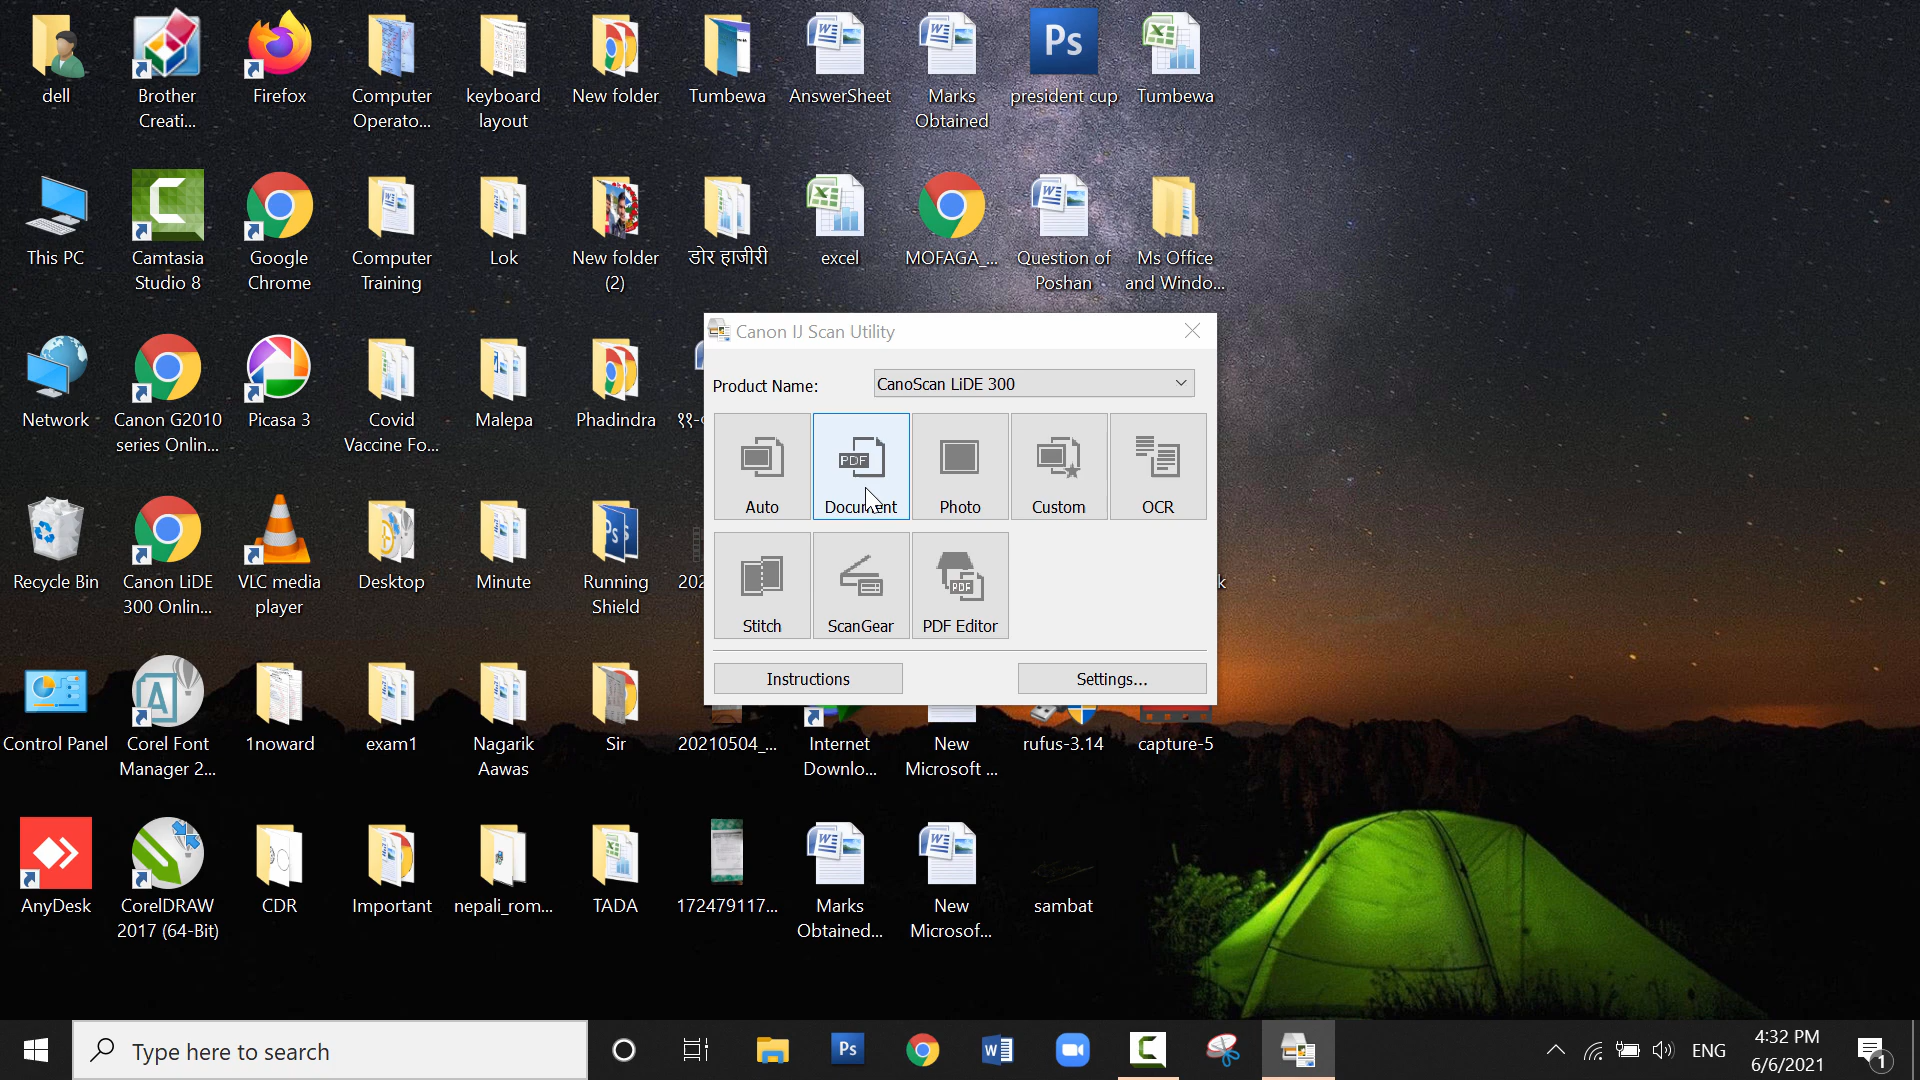 dell
Brother
Creati...
Firefox
Computer
Operato...
keyboard
layout
New folder
Tumbewa
AnswerSheet
Marks
Obtained
Ps
president cup
Tumbewa
This PC
Camtasia
Studio 8
Google
Chrome
Computer
Training
Lok
New folder
(2)
डोर हाजीरी
excel
MOFAGA_...
Question of
Poshan
Ms Office
and Windo...
Network
Canon G2010
series Onlin...
Picasa 3
Covid
Vaccine Fo...
Malepa
Phadindra
Recycle Bin
Canon LiDE
300 Onlin...
VLC media
player
Desktop
Minute
Running
Shield
Control Panel
Corel Font
Manager 2...
1noward
exam1
Nagarik
Aawas
Sir
20210504_...
Internet
Downlo...
New
Microsoft ...
rufus-3.14
capture-5
AnyDesk
CorelDRAW
2017 (64-Bit)
CDR
Important
nepali_rom...
TADA
172479117...
Marks
Obtained...
New
Microsof...
sambat
Canon IJ Scan Utility
Product Name:
CanoScan LiDE 300
Auto
PDF
Document
Photo
Custom
OCR
Stitch
ScanGear
PDF
PDF Editor
Instructions
Settings...
Type here to search
Ps
ENG
4:32 PM
6/6/2021
1